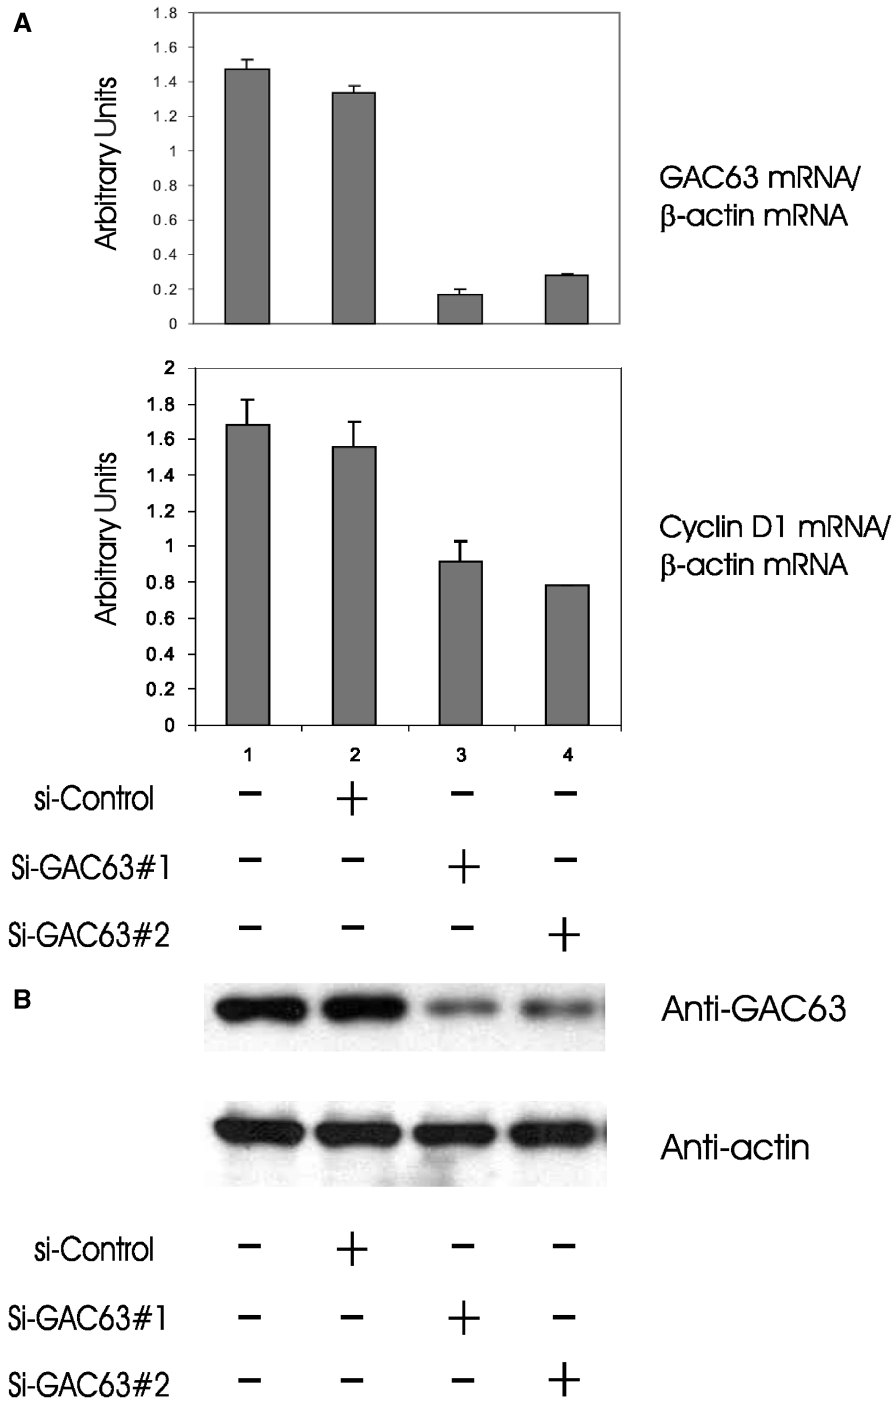 A
1.8
1.6
1.4
1.2
1
0.8
0.6
0.4
0.2
0
Arbitrary Units
GAC63 mRNA/
β-actin mRNA
2
1.8
1.6
1.4
1.2
1
0.8
0.6
0.4
0.2
0
Arbitrary Units
Cyclin D1 mRNA/
β-actin mRNA
1 2 3 4
si-Control − + − −
Si-GAC63#1 − − + −
Si-GAC63#2 − − − +
B
Anti-GAC63
Anti-actin
si-Control − + − −
Si-GAC63#1 − − + −
Si-GAC63#2 − − − +